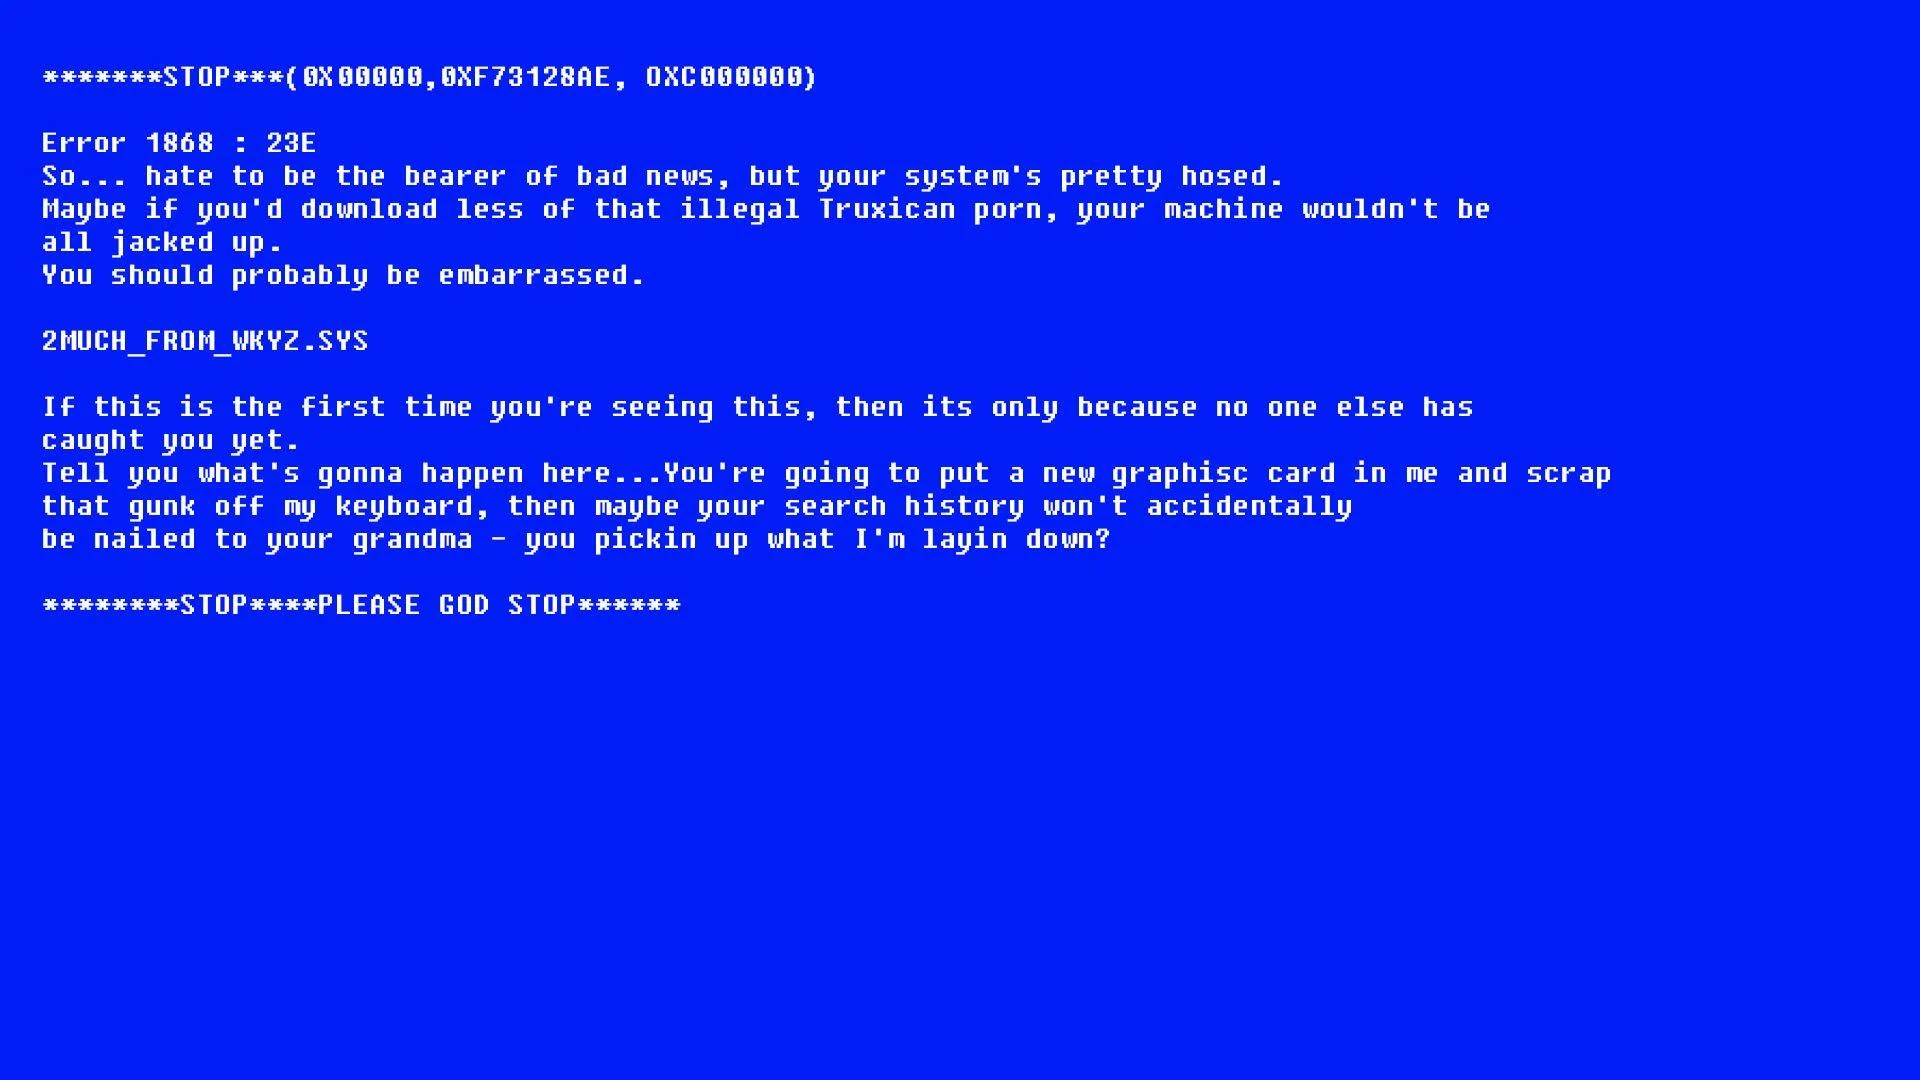 *******STOP***(0X00000,0XF73128AE, OXC000000)
Error 1868 : 23E
So... hate to be the bearer of bad news, but your system's pretty hosed.
Maybe if you'd download less of that illegal Truxican porn, your machine wouldn't be
all jacked up.
You should probably be embarrassed.
2MUCH_FROM_WKYZ.SYS
If this is the first time you're seeing this, then its only because no one else has
caught you yet.
Tell you what's gonna happen here...You're going to put a new graphisc card in me and scrap
that gunk off my keyboard, then maybe your search history won't accidentally
be nailed to your grandma - you pickin up what I'm layin down?
********STOP****PLEASE GOD STOP******